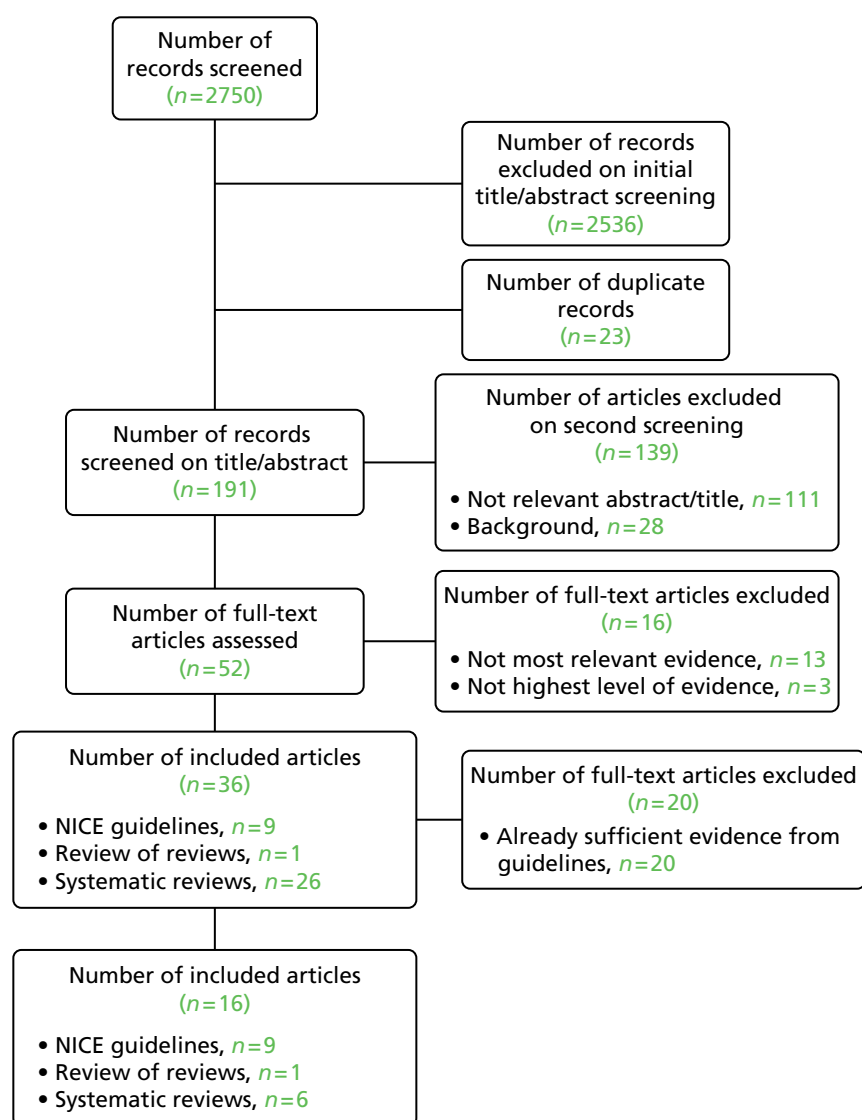 Number of
records screened
(n=2750)
Number of records
excluded on initial
title/abstract screening
(n=2536)
Number of duplicate
records
(n=23)
Number of records
screened on title/abstract
(n=191)
Number of articles excluded
on second screening
(n=139)
• Not relevant abstract/title, n=111
• Background, n=28
Number of full-text
articles assessed
(n=52)
Number of full-text articles excluded
(n=16)
• Not most relevant evidence, n=13
• Not highest level of evidence, n=3
Number of included articles
(n=36)
• NICE guidelines, n=9
• Review of reviews, n=1
• Systematic reviews, n=26
Number of full-text articles excluded
(n=20)
• Already sufficient evidence from
guidelines, n=20
Number of included articles
(n=16)
• NICE guidelines, n=9
• Review of reviews, n=1
• Systematic reviews, n=6